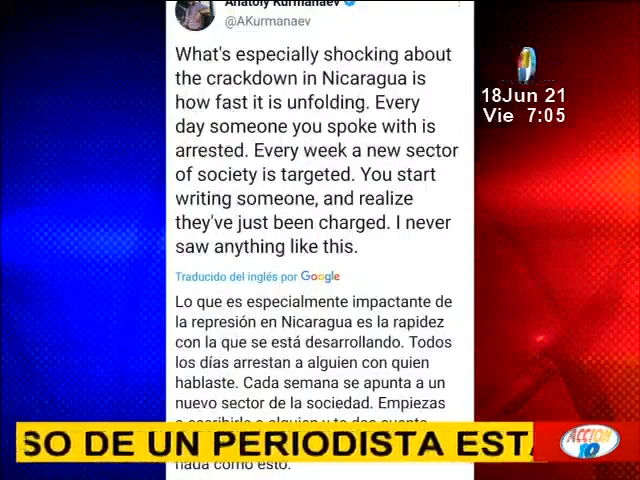 Anatoly Kurmanaev
@AKurmanaev
What's especially shocking about
the crackdown in Nicaragua is
how fast it is unfolding. Every
day someone you spoke with is
arrested. Every week a new sector
of society is targeted. You start
writing someone, and realize
they've just been charged. I never
saw anything like this.
Traducido del inglés por Google
Lo que es especialmente impactante de
la represión en Nicaragua es la rapidez
con la que se está desarrollando. Todos
los días arrestan a alguien con quien
hablaste. Cada semana se apunta a un
nuevo sector de la sociedad. Empiezas
nada como esto.
18Jun 21
Vie 7:05
SO DE UN PERIODISTA EST
ACCION
10